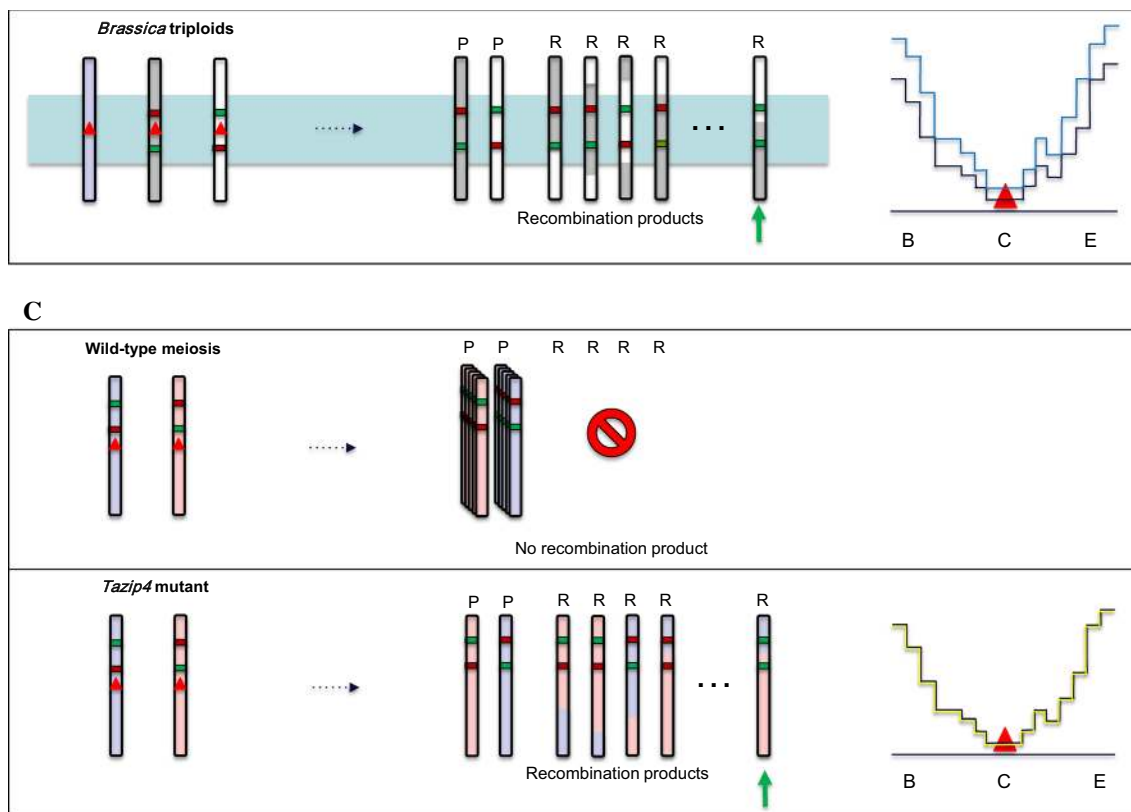 Brassica triploids
P P R R R R R
...
Recombination products
B C E
C
Wild-type meiosis
P P R R R R
No recombination product
Tazip4 mutant
P P R R R R R
...
Recombination products
B C E